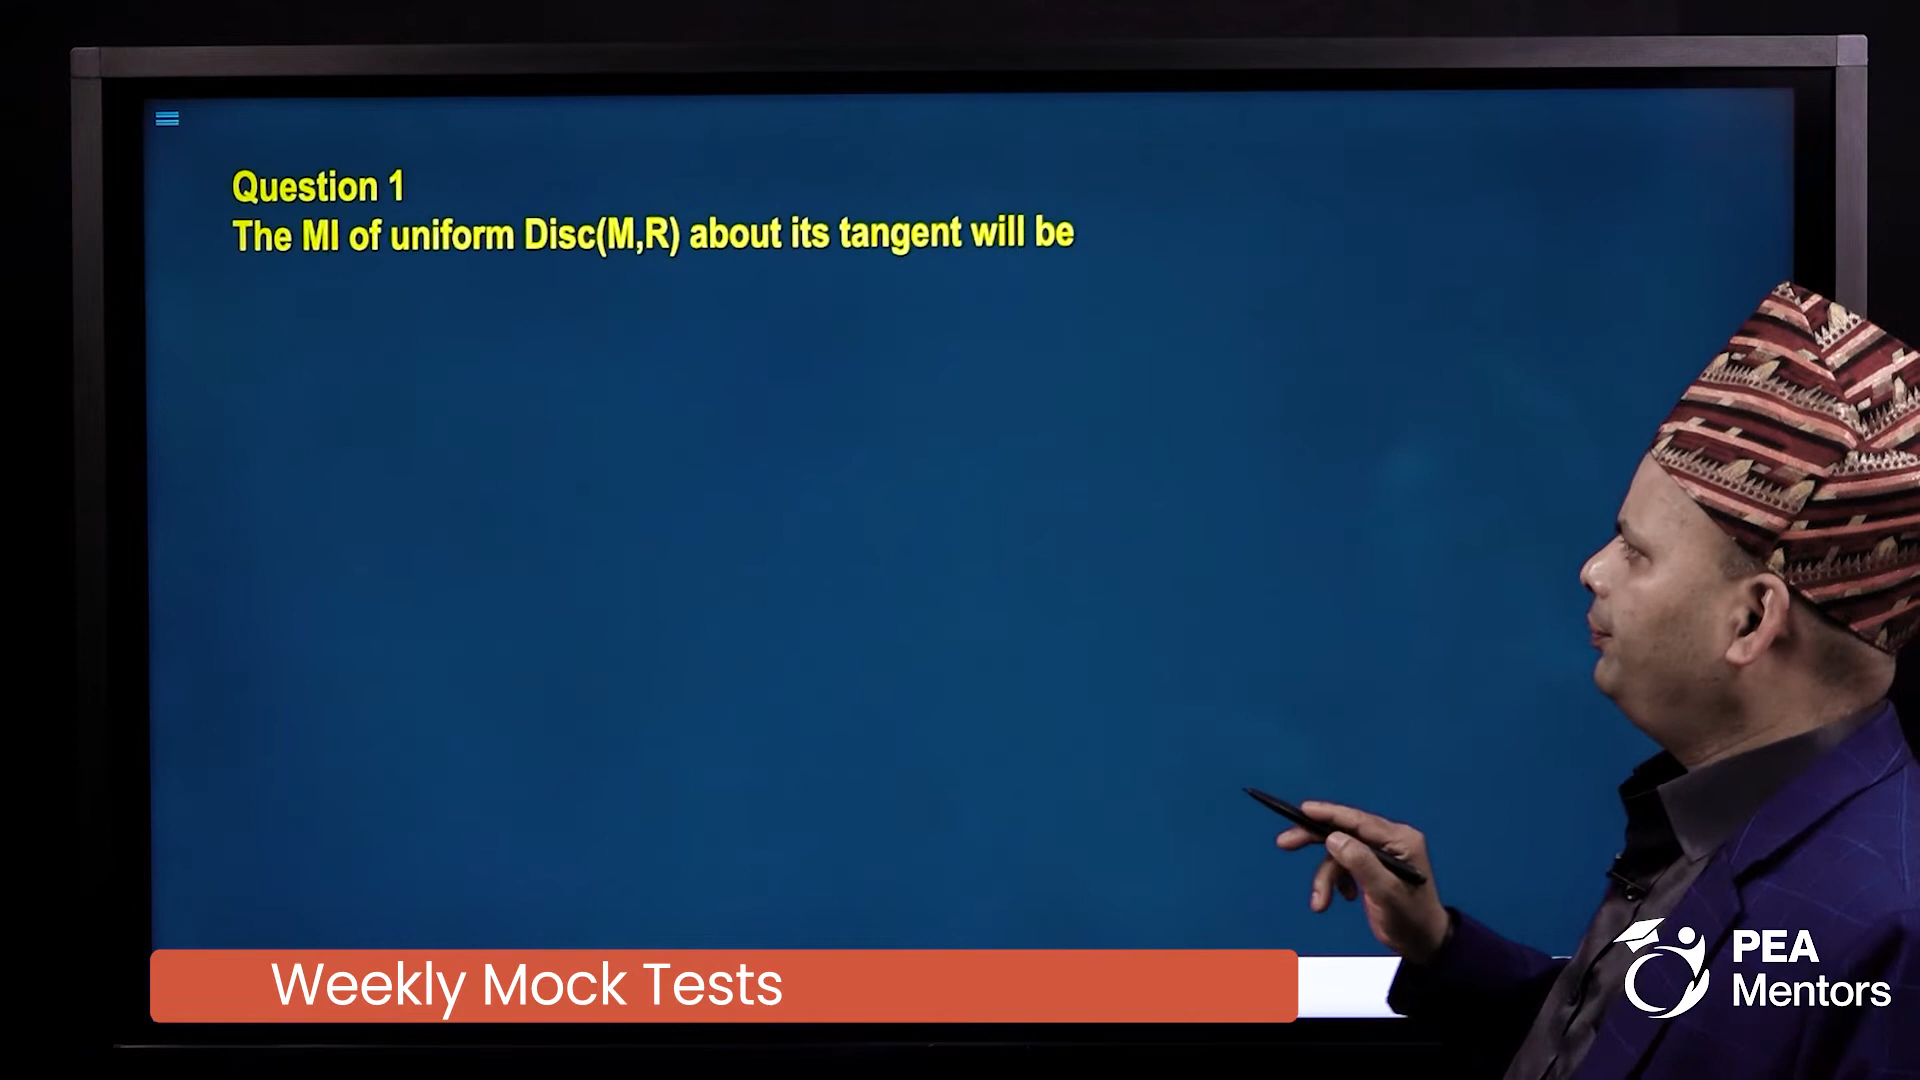 Question 1
The MI of uniform Disc(M,R) about its tangent will be
Weekly Mock Tests
PEA
Mentors